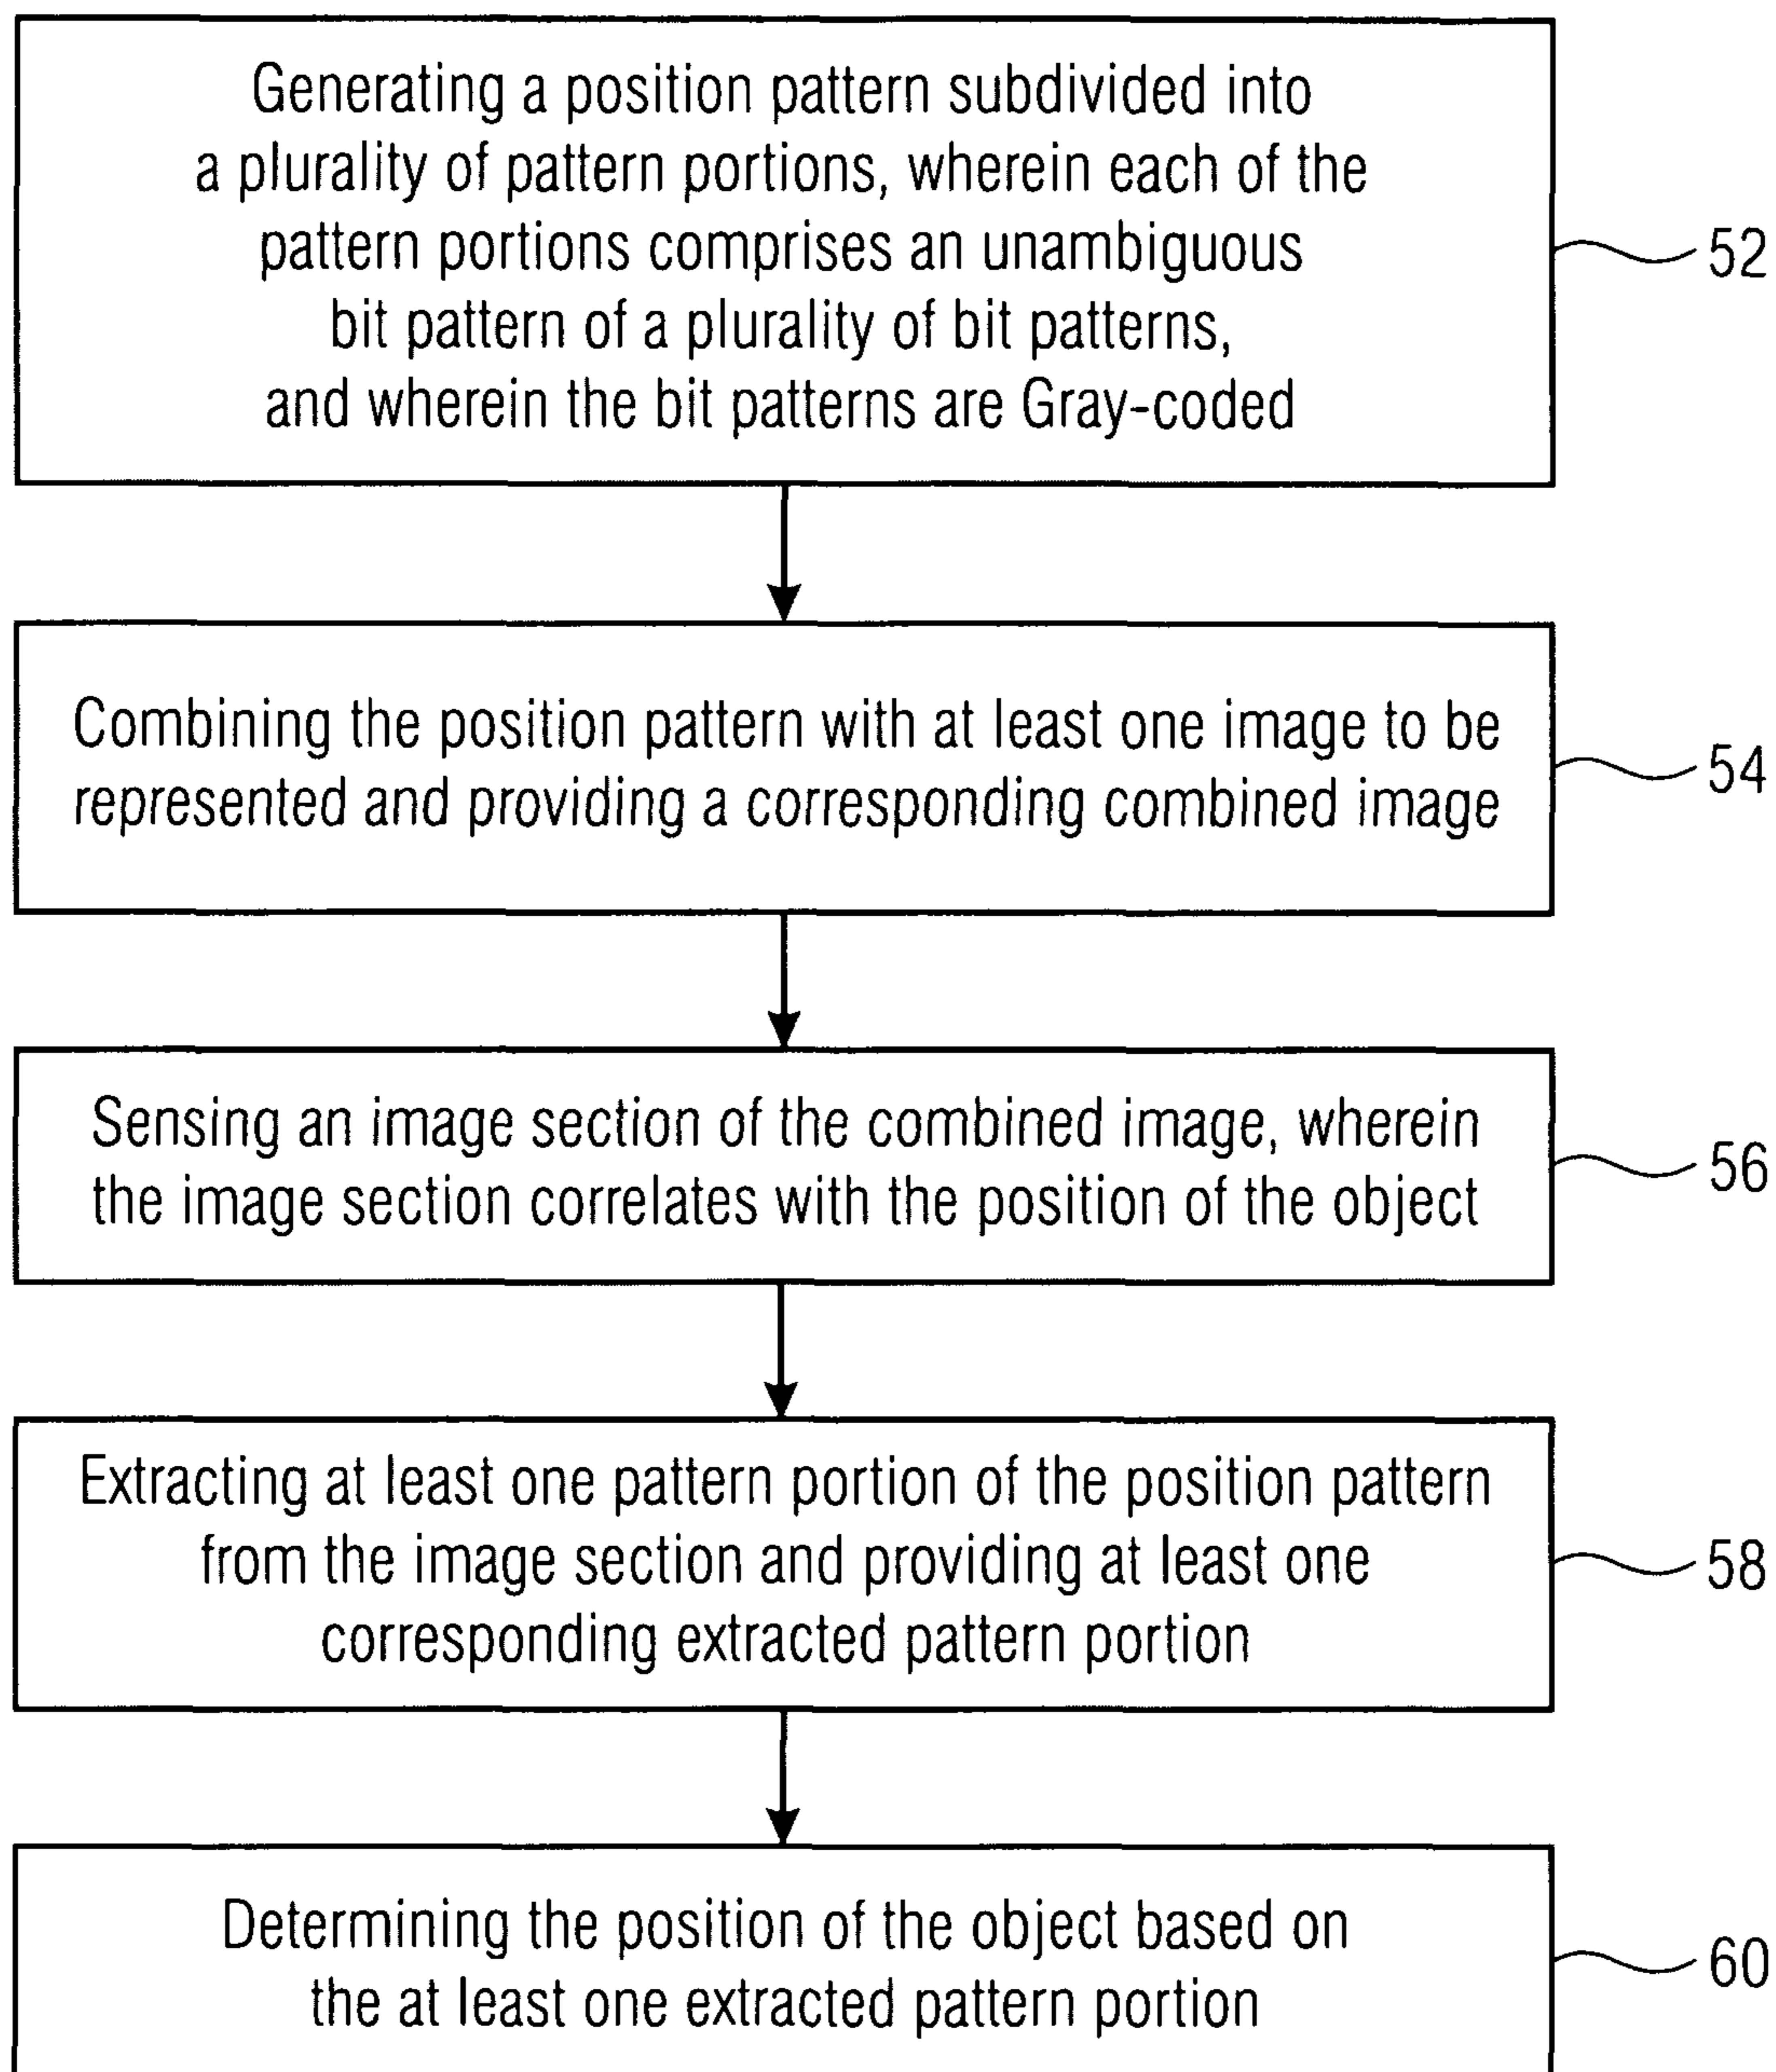 Generating a position pattern subdivided into
a plurality of pattern portions, wherein each of the
pattern portions comprises an unambiguous
bit pattern of a plurality of bit patterns,
and wherein the bit patterns are Gray-coded
52
Combining the position pattern with at least one image to be
represented and providing a corresponding combined image
54
Sensing an image section of the combined image, wherein
the image section correlates with the position of the object
56
Extracting at least one pattern portion of the position pattern
from the image section and providing at least one
corresponding extracted pattern portion
58
Determining the position of the object based on
the at least one extracted pattern portion
60